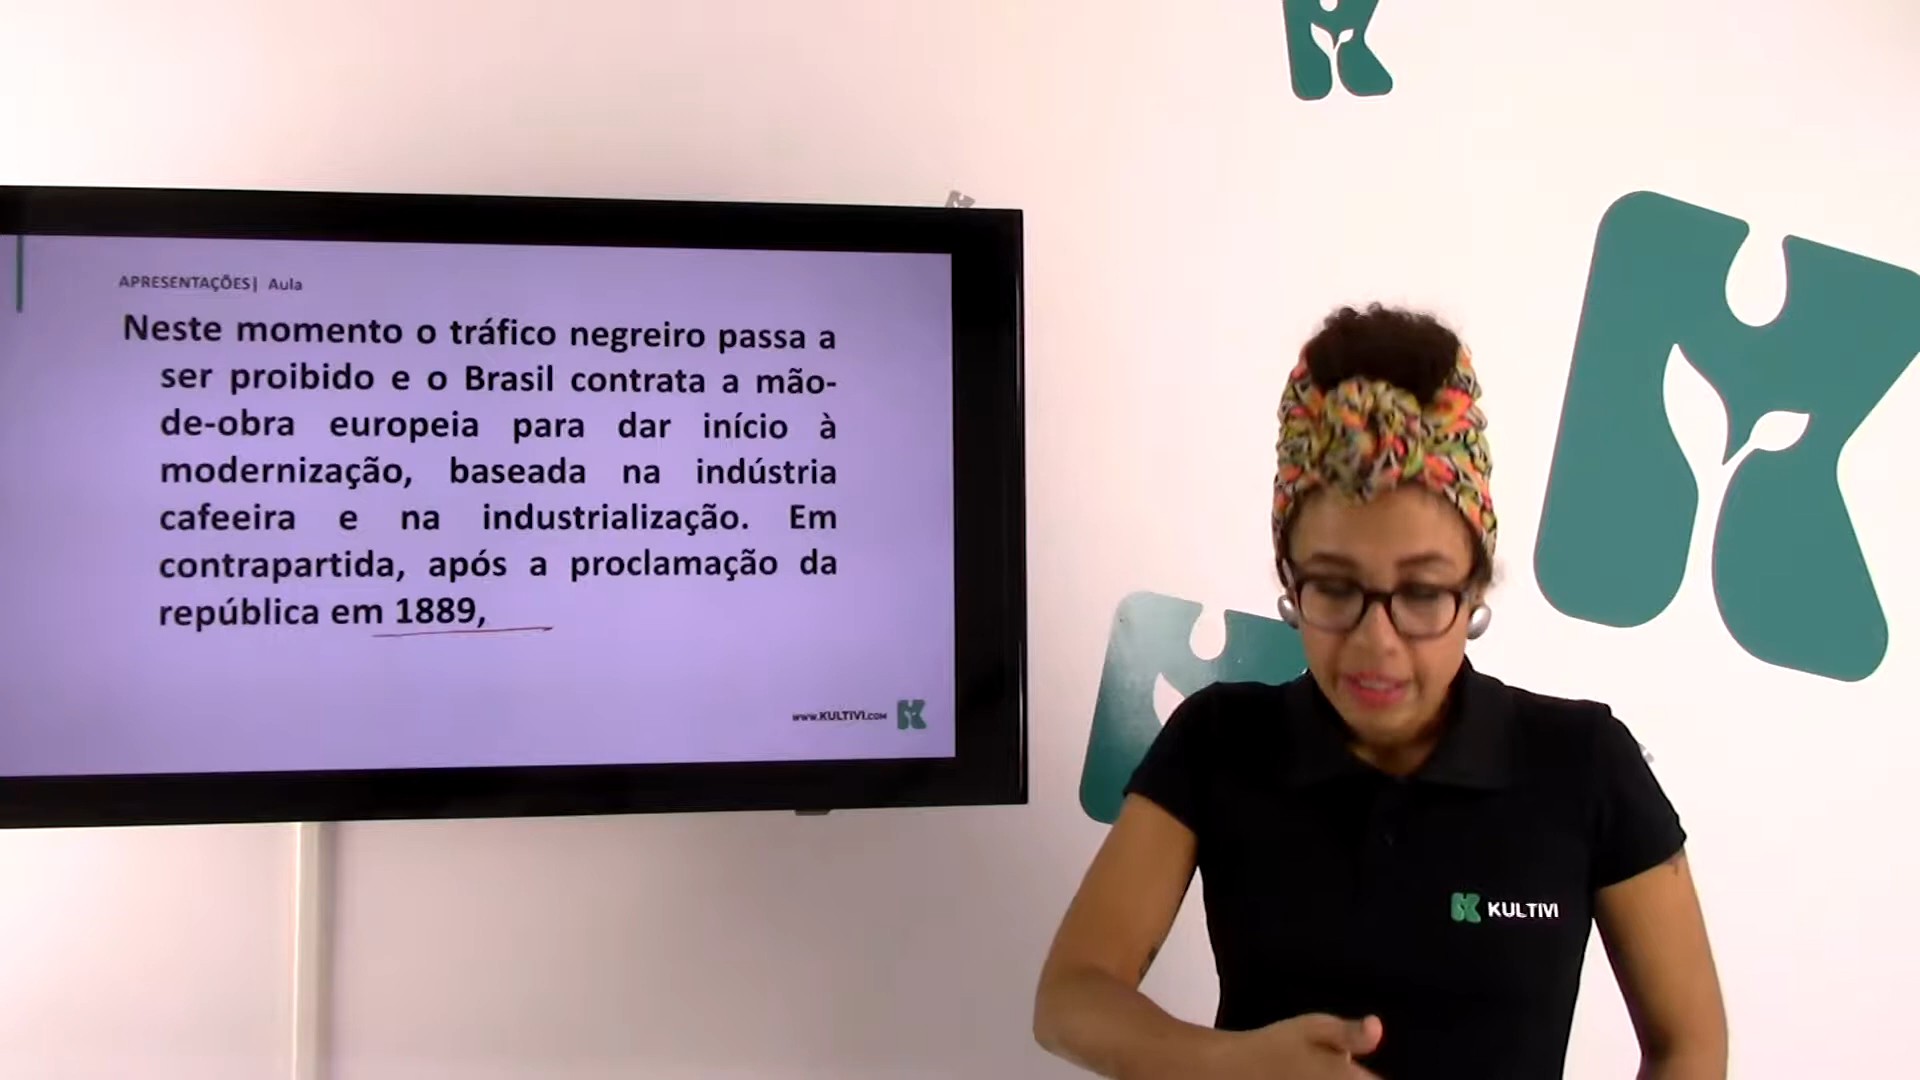 APRESENTAÇÕES| Aula
Neste momento o tráfico negreiro passa a
ser proibido e o Brasil contrata a mão-
de-obra europeia para dar início à
modernização, baseada na indústria
cafeeira e na industrialização. Em
contrapartida, após a proclamação da
república em 1889,
www.KULTIVI.COM
KULTIVI